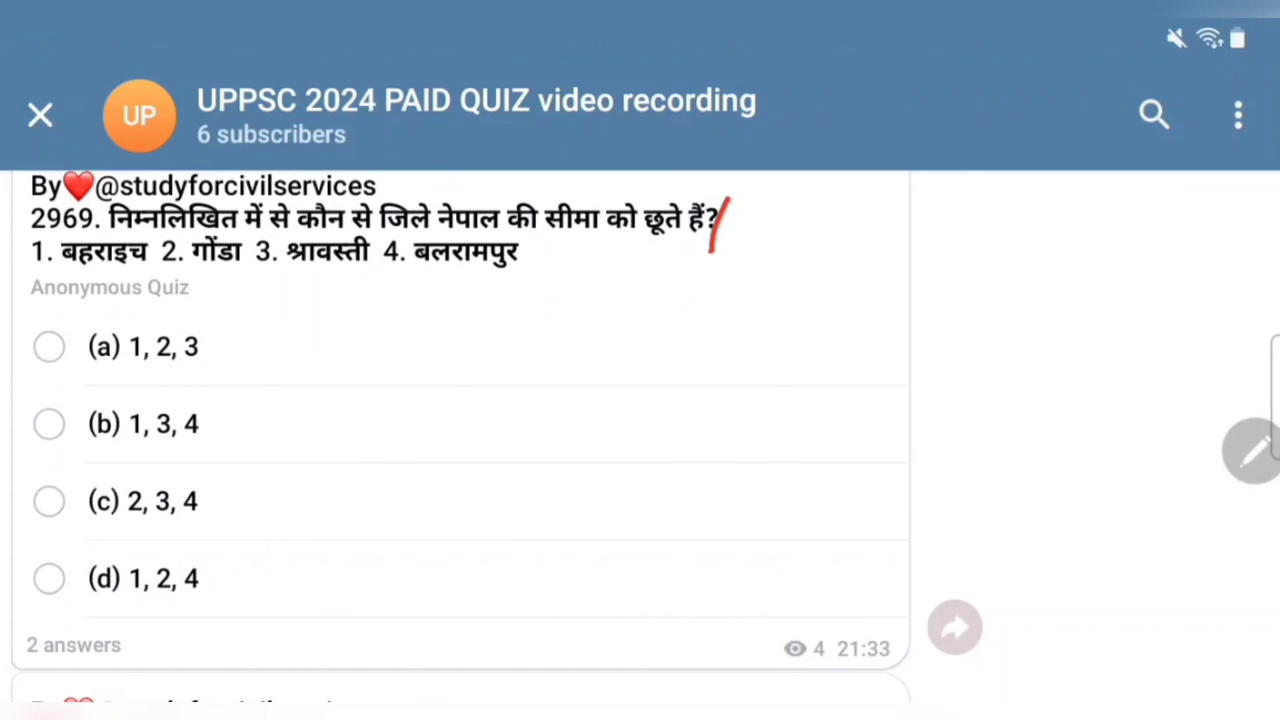 UP
UPPSC 2024 PAID QUIZ video recording
6 subscribers
By❤️@studyforcivilservices
2969. निम्नलिखित में से कौन से जिले नेपाल की सीमा को छूते हैं?
1. बहराइच 2. गोंडा 3. श्रावस्ती 4. बलरामपुर
Anonymous Quiz
(a) 1, 2, 3
(b) 1, 3, 4
(c) 2, 3, 4
(d) 1, 2, 4
2 answers
4 21:33